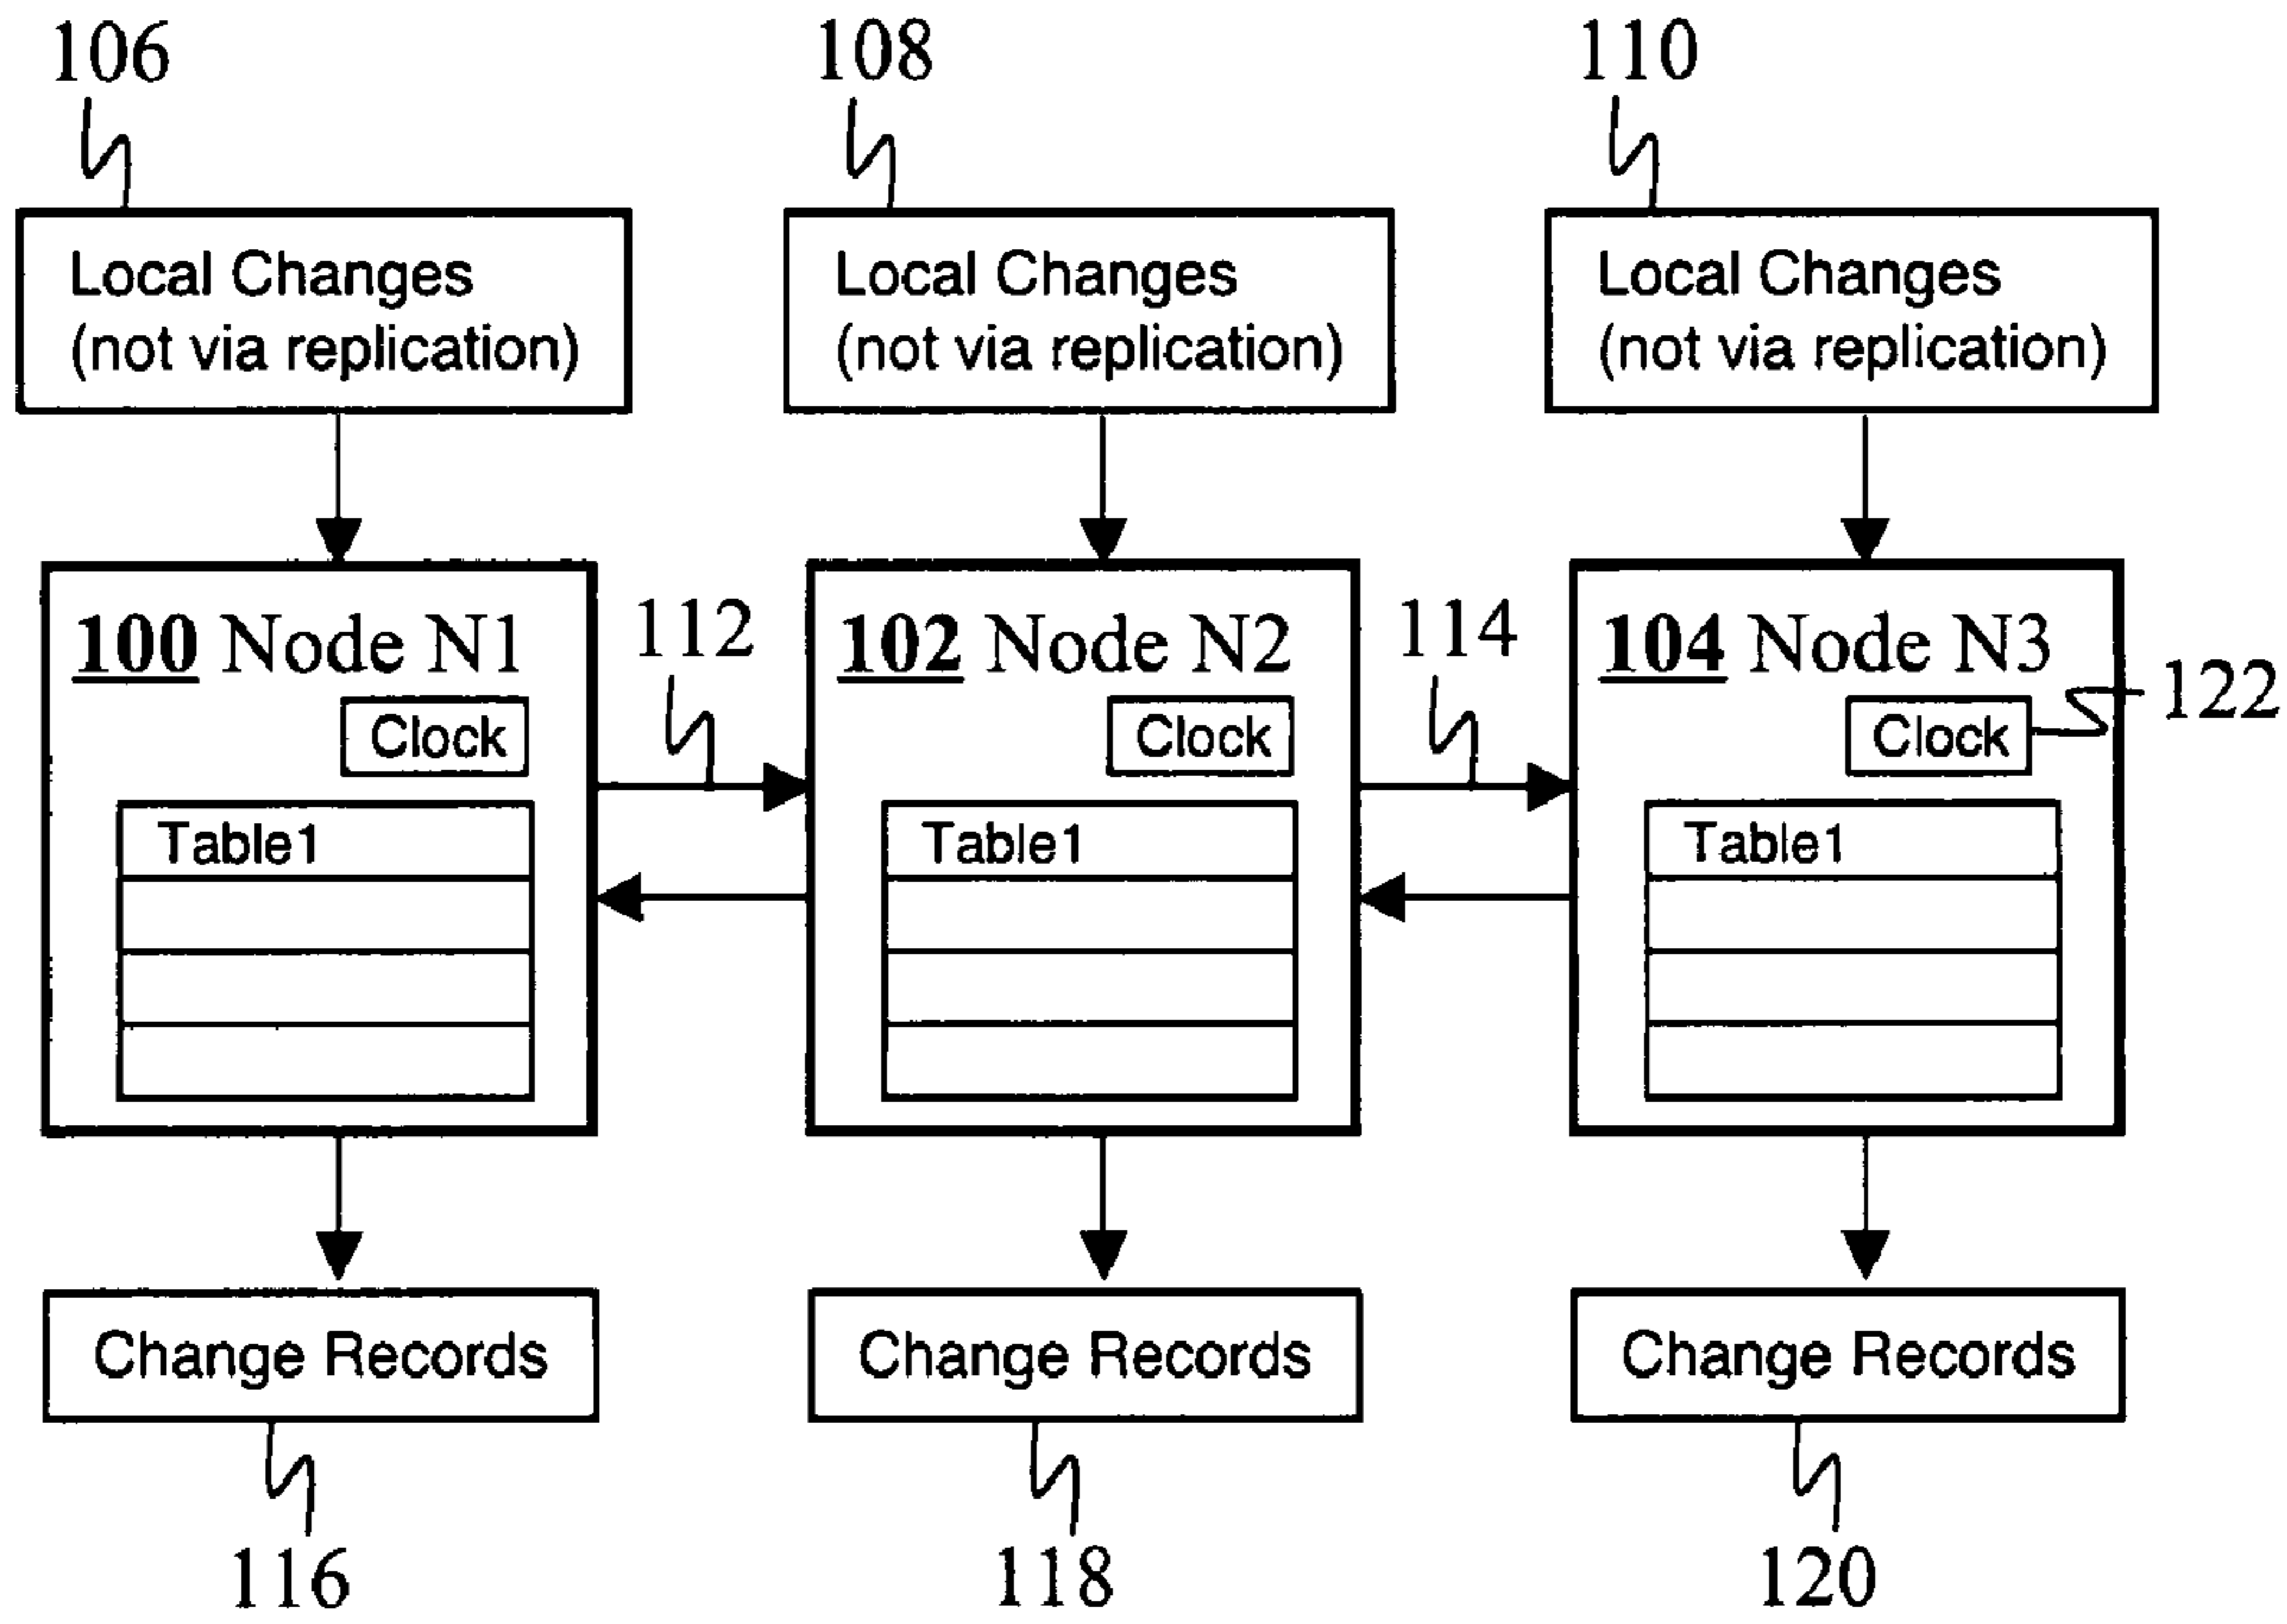 106
108
110
Local Changes
(not via replication)
Local Changes
(not via replication)
Local Changes
(not via replication)
100 Node N1
112
102 Node N2
114
104 Node N3
122
Clock
Clock
Clock
Table1
Table1
Table1
Change Records
Change Records
Change Records
116
118
120